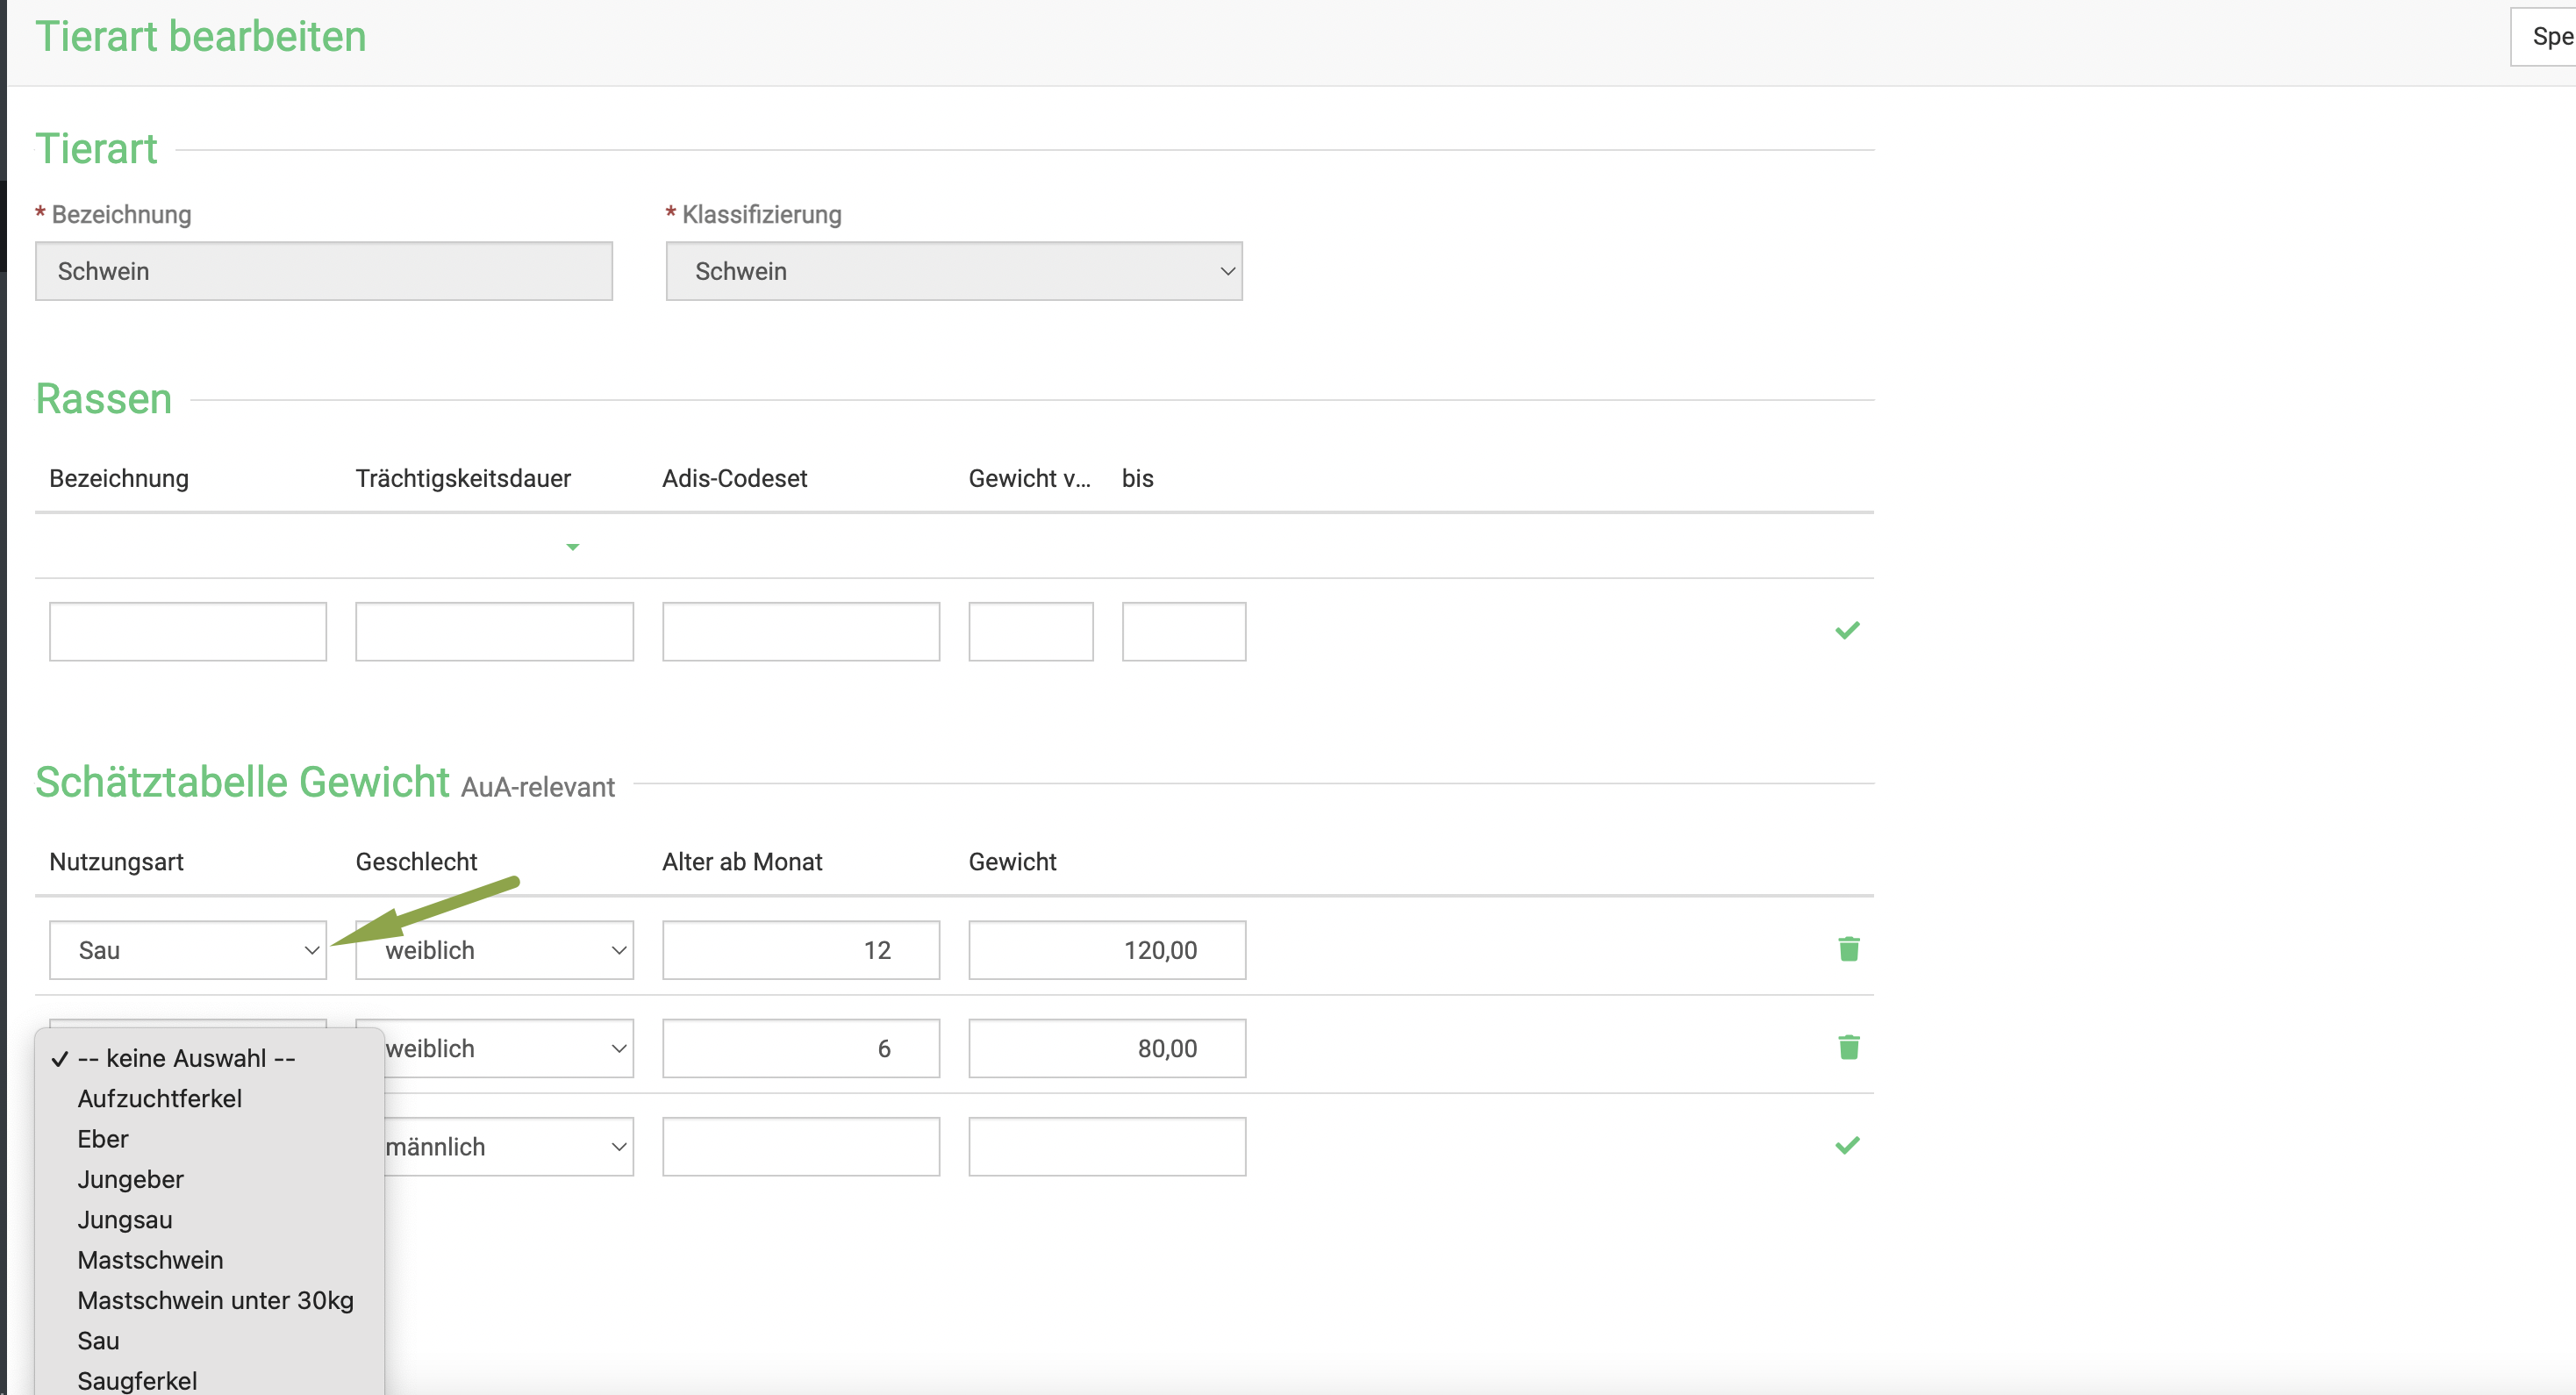 Tierart bearbeiten
Spe
Tierart
* Bezeichnung * Klassifizierung
Schwein Schwein
Rassen
Bezeichnung Trächtigskeitsdauer Adis-Codeset Gewicht v... bis
Schätztabelle Gewicht AuA-relevant
Nutzungsart Geschlecht Alter ab Monat Gewicht
Sau weiblich 12 120,00
weiblich 6 80,00
männlich
-- keine Auswahl --
Aufzuchtferkel
Eber
Jungeber
Jungsau
Mastschwein
Mastschwein unter 30kg
Sau
Saugferkel